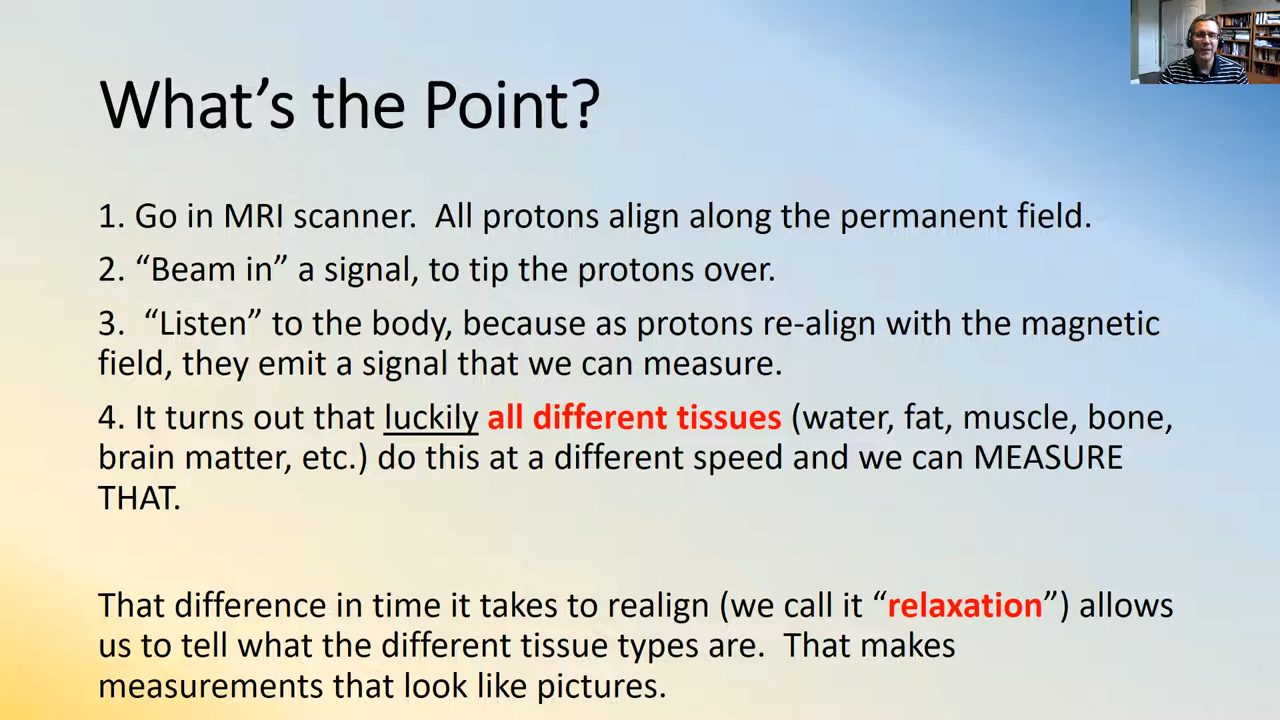 What’s the Point?
1. Go in MRI scanner.  All protons align along the permanent field.
2. “Beam in” a signal, to tip the protons over.
3.  “Listen” to the body, because as protons re-align with the magnetic
field, they emit a signal that we can measure.
4. It turns out that luckily all different tissues (water, fat, muscle, bone,
brain matter, etc.) do this at a different speed and we can MEASURE
THAT.
That difference in time it takes to realign (we call it “relaxation”) allows
us to tell what the different tissue types are.  That makes
measurements that look like pictures.